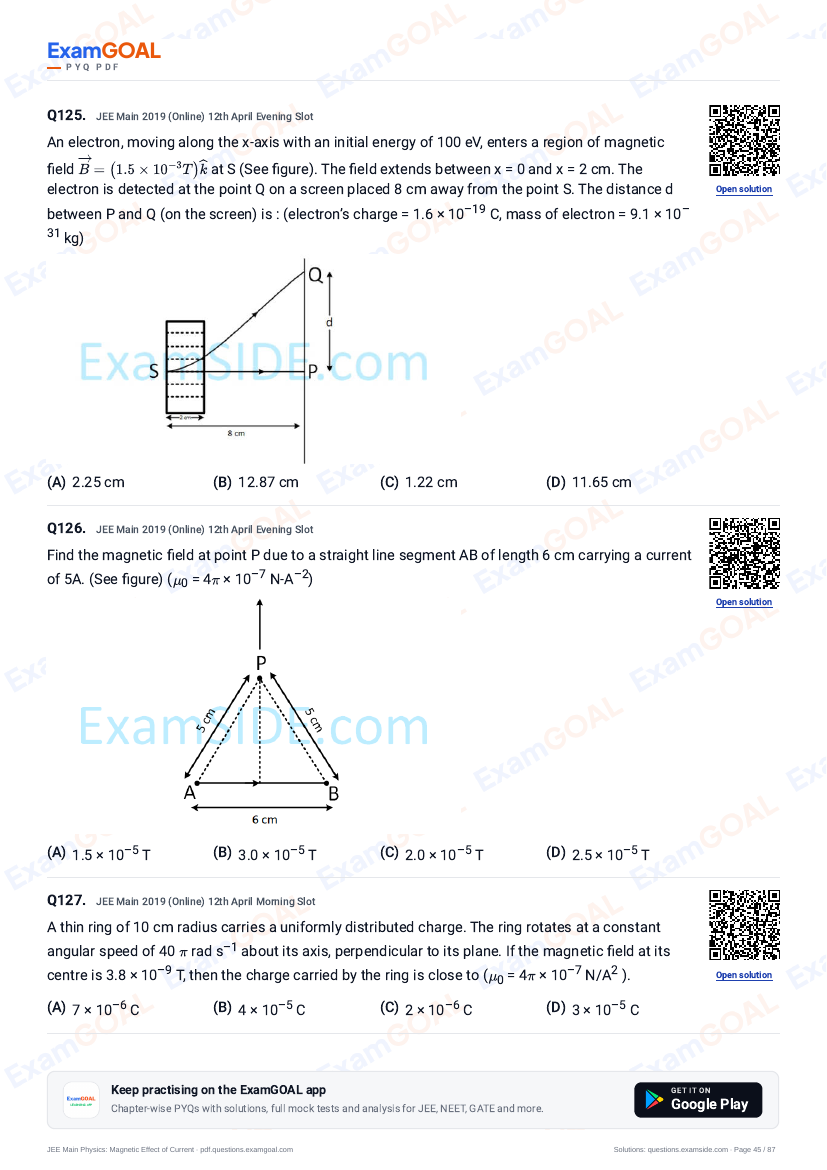 ExamGOAL
PYQ PDF
Q125. JEE Main 2019 (Online) 12th April Evening Slot
An electron, moving along the x-axis with an initial energy of 100 eV, enters a region of magnetic
field $\overrightarrow{B} = (1.5 \times 10^{-3}T)\widehat{k}$ at S (See figure). The field extends between x = 0 and x = 2 cm. The
electron is detected at the point Q on a screen placed 8 cm away from the point S. The distance d
between P and Q (on the screen) is : (electron's charge = 1.6 × 10⁻¹⁹ C, mass of electron = 9.1 × 10⁻
³¹ kg)
Open solution
Q
d
S
P
2 cm
8 cm
ExamSIDE.com
(A) 2.25 cm (B) 12.87 cm (C) 1.22 cm (D) 11.65 cm
Q126. JEE Main 2019 (Online) 12th April Evening Slot
Find the magnetic field at point P due to a straight line segment AB of length 6 cm carrying a current
of 5A. (See figure) (μ₀ = 4π × 10⁻⁷ N-A⁻²)
Open solution
P
5 cm
5 cm
A
B
6 cm
ExamSIDE.com
(A) 1.5 × 10⁻⁵ T (B) 3.0 × 10⁻⁵ T (C) 2.0 × 10⁻⁵ T (D) 2.5 × 10⁻⁵ T
Q127. JEE Main 2019 (Online) 12th April Morning Slot
A thin ring of 10 cm radius carries a uniformly distributed charge. The ring rotates at a constant
angular speed of 40 π rad s⁻¹ about its axis, perpendicular to its plane. If the magnetic field at its
centre is 3.8 × 10⁻⁹ T, then the charge carried by the ring is close to (μ₀ = 4π × 10⁻⁷ N/A² ).
Open solution
(A) 7 × 10⁻⁶ C (B) 4 × 10⁻⁵ C (C) 2 × 10⁻⁶ C (D) 3 × 10⁻⁵ C
ExamGOAL
Keep practising on the ExamGOAL app
Chapter-wise PYQs with solutions, full mock tests and analysis for JEE, NEET, GATE and more.
GET IT ON
Google Play
JEE Main Physics: Magnetic Effect of Current · pdf.questions.examgoal.com
Solutions: questions.examside.com · Page 45 / 87